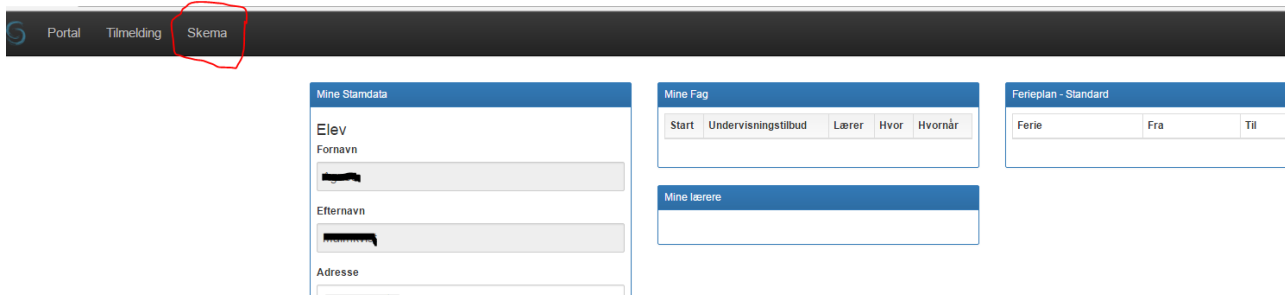 Portal Tilmelding Skema
Mine Stamdata
Elev
Fornavn
Efternavn
Adresse
Mine Fag
Start Undervisningstilbud Lærer Hvor Hvornår
Mine lærere
Ferieplan - Standard
Ferie Fra Til